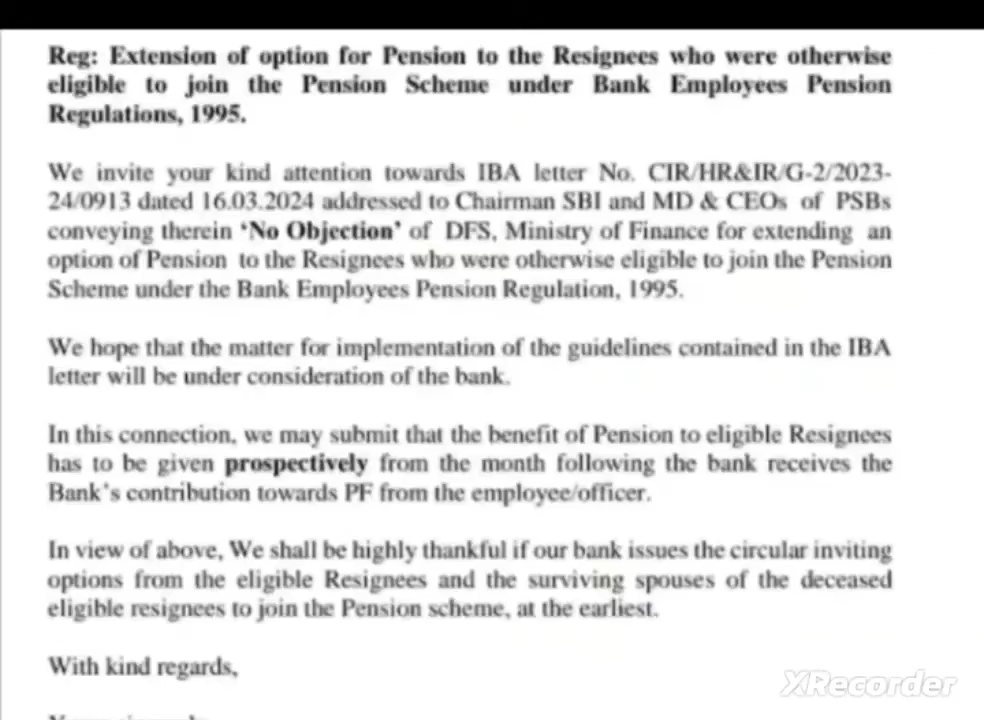 Reg: Extension of option for Pension to the Resignees who were otherwise
eligible to join the Pension Scheme under Bank Employees Pension
Regulations, 1995.
We invite your kind attention towards IBA letter No. CIR/HR&IR/G-2/2023-
24/0913 dated 16.03.2024 addressed to Chairman SBI and MD & CEOs of PSBs
conveying therein ‘No Objection’ of DFS, Ministry of Finance for extending an
option of Pension to the Resignees who were otherwise eligible to join the Pension
Scheme under the Bank Employees Pension Regulation, 1995.
We hope that the matter for implementation of the guidelines contained in the IBA
letter will be under consideration of the bank.
In this connection, we may submit that the benefit of Pension to eligible Resignees
has to be given prospectively from the month following the bank receives the
Bank’s contribution towards PF from the employee/officer.
In view of above, We shall be highly thankful if our bank issues the circular inviting
options from the eligible Resignees and the surviving spouses of the deceased
eligible resignees to join the Pension scheme, at the earliest.
With kind regards,
XRecorder